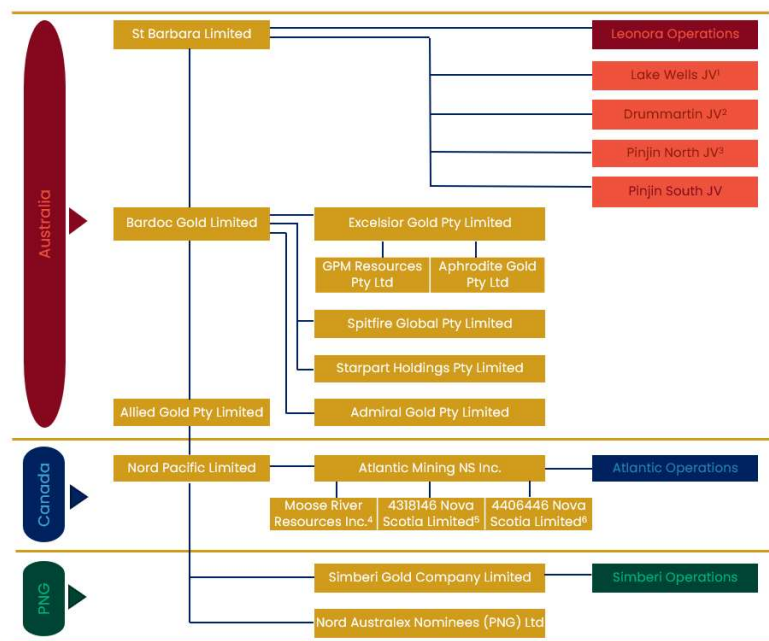 St Barbara Limited
Leonora Operations
Lake Wells JV¹
Drummartin JV²
Pinjin North JV³
Pinjin South JV
Australia
Bardoc Gold Limited
Excelsior Gold Pty Limited
GPM Resources
Pty Ltd
Aphrodite Gold
Pty Ltd
Spitfire Global Pty Limited
Starpart Holdings Pty Limited
Allied Gold Pty Limited
Admiral Gold Pty Limited
Canada
Nord Pacific Limited
Atlantic Mining NS Inc.
Atlantic Operations
Moose River
Resources Inc.⁴
4318146 Nova
Scotia Limited⁵
4406446 Nova
Scotia Limited⁶
PNG
Simberi Gold Company Limited
Simberi Operations
Nord Australex Nominees (PNG) Ltd